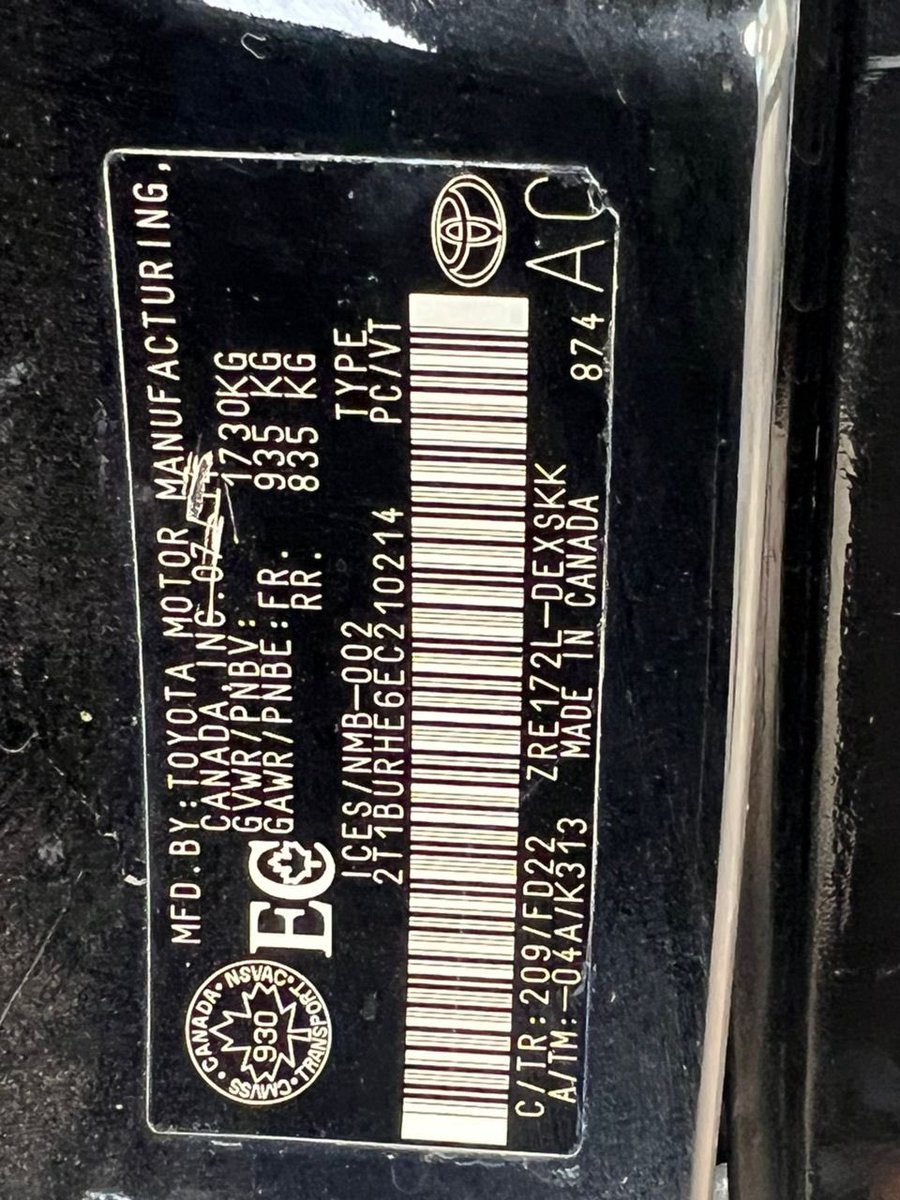 MFD.BY:TOYOTA MOTOR MANUFACTURING,
CANADA INC. 07
GVWR/PNBV: 1730KG
GAWR/PNBE:FR. 935 KG
RR. 835 KG
EC
CANADA • NSVAC • TRANSPORT • CMVSS •
930
ICES/NMB-002 TYPE
2T1BURHE6EC210214 PC/VT
C/TR:209/FD22 ZRE172L-DEXSKK
A/TM:-04A/K313 MADE IN CANADA
874 AC